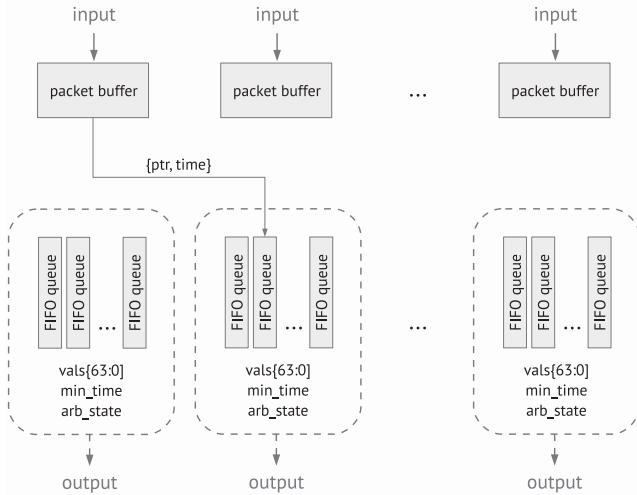 input input input
packet buffer packet buffer ... packet buffer
{ptr, time}
FIFO queue FIFO queue ... FIFO queue FIFO queue FIFO queue ... FIFO queue ... FIFO queue FIFO queue ... FIFO queue
vals{63:0] vals{63:0] vals{63:0]
min_time min_time min_time
arb_state arb_state arb_state
output output output